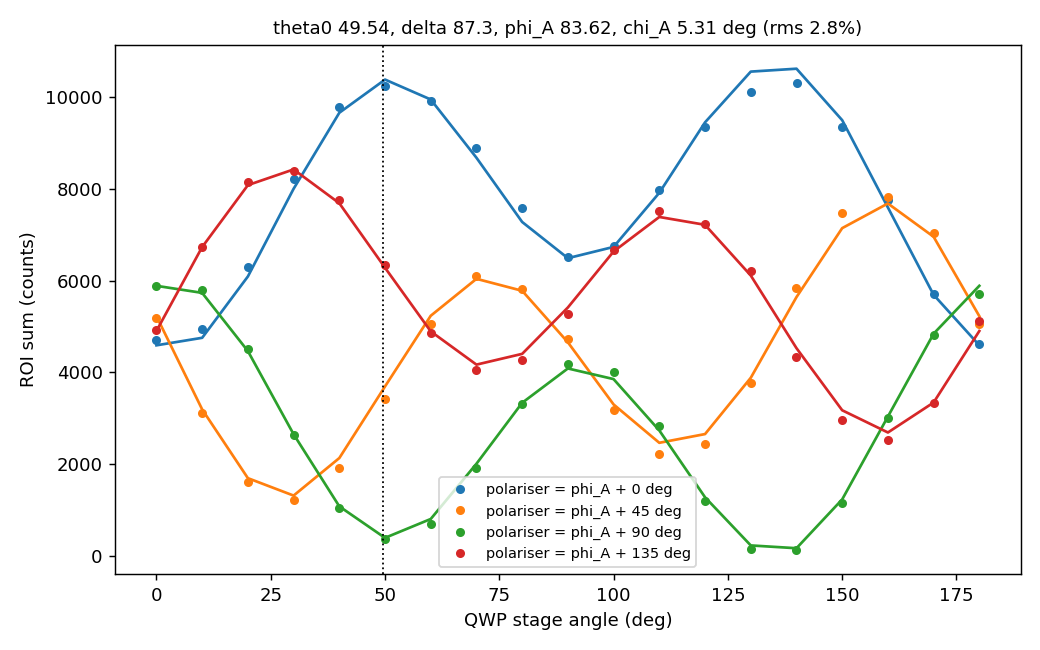 theta0 49.54, delta 87.3, phi_A 83.62, chi_A 5.31 deg (rms 2.8%)
ROI sum (counts)
10000
8000
6000
4000
2000
0
polariser = phi_A + 0 deg
polariser = phi_A + 45 deg
polariser = phi_A + 90 deg
polariser = phi_A + 135 deg
0 25 50 75 100 125 150 175
QWP stage angle (deg)